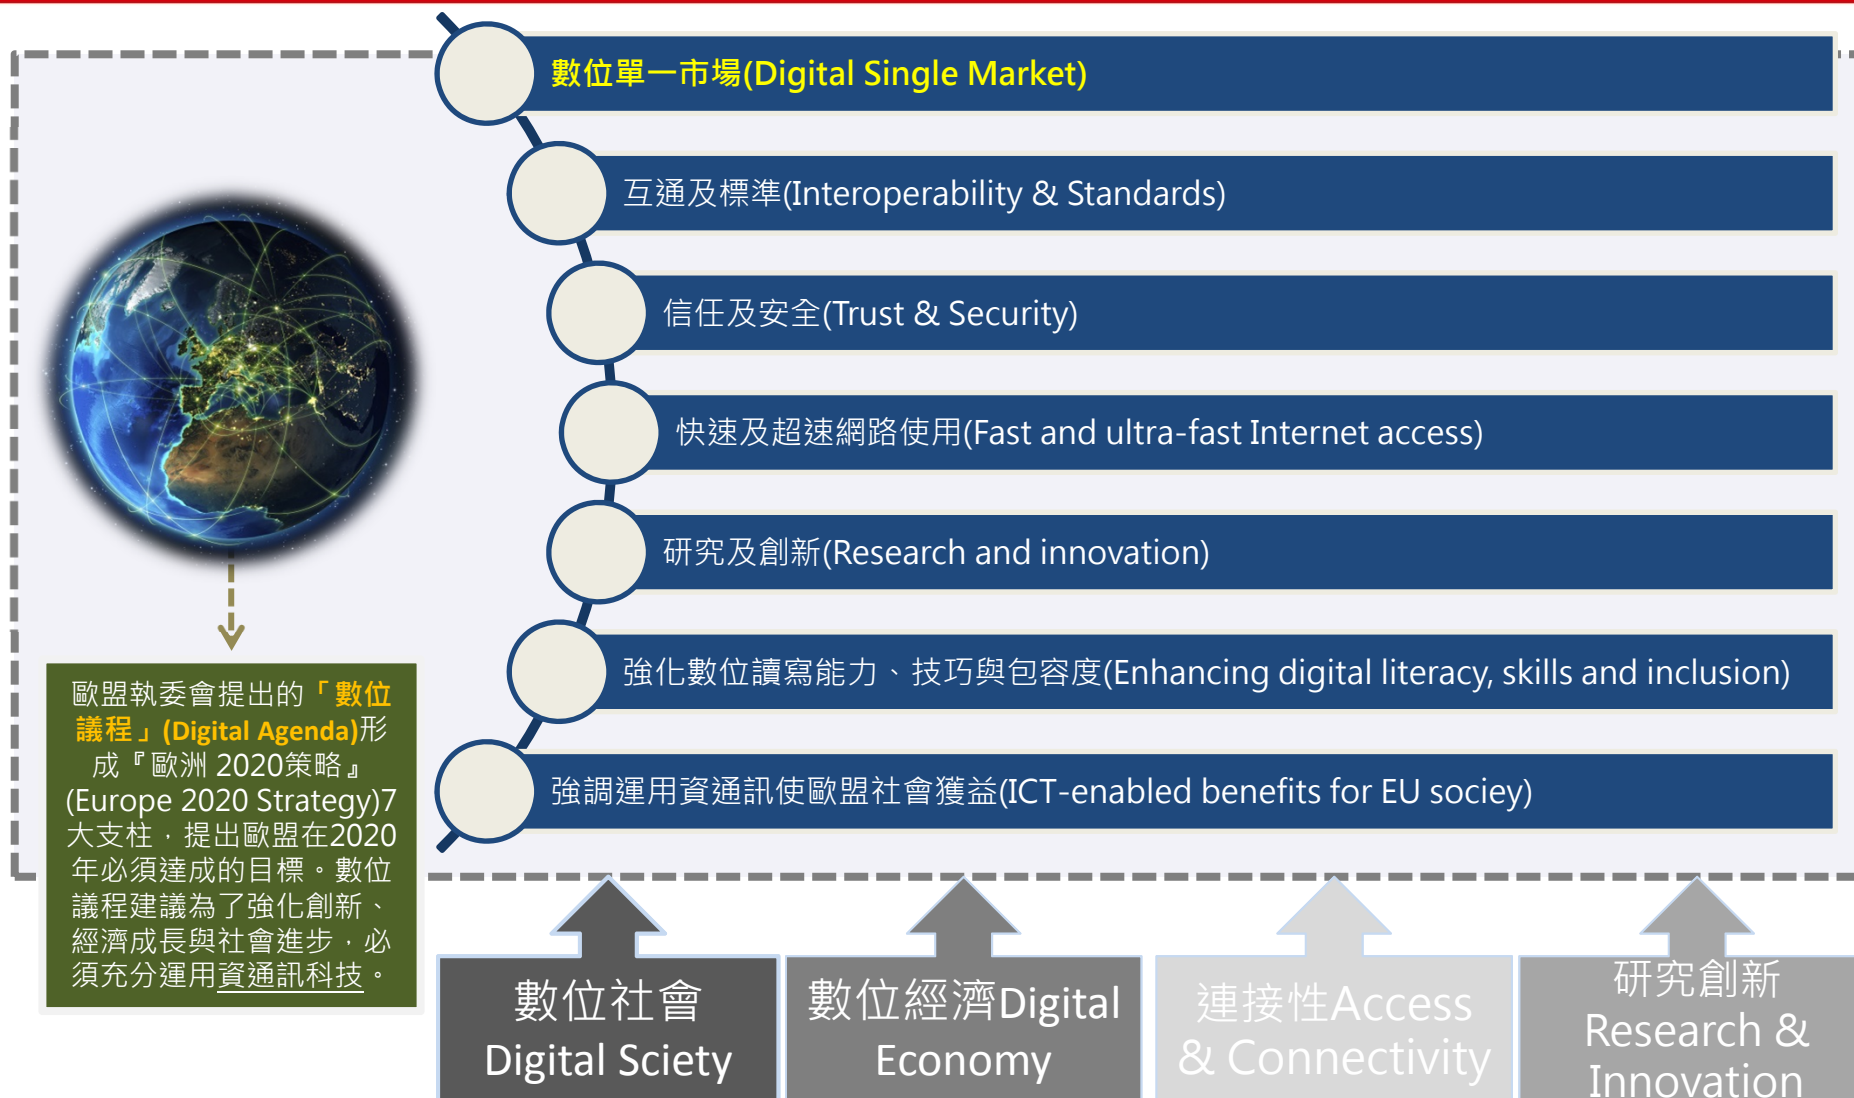 數位單一市場(Digital Single Market)
互通及標準(Interoperability & Standards)
信任及安全(Trust & Security)
快速及超速網路使用(Fast and ultra-fast Internet access)
研究及創新(Research and innovation)
強化數位讀寫能力、技巧與包容度(Enhancing digital literacy, skills and inclusion)
強調運用資通訊使歐盟社會獲益(ICT-enabled benefits for EU sociey)
歐盟執委會提出的「數位
議程」(Digital Agenda)形
成『歐洲 2020策略』
(Europe 2020 Strategy)7
大支柱，提出歐盟在2020
年必須達成的目標。數位
議程建議為了強化創新、
經濟成長與社會進步，必
須充分運用資通訊科技。
數位社會
Digital Sciety
數位經濟Digital
Economy
連接性Access
& Connectivity
研究創新
Research &
Innovation